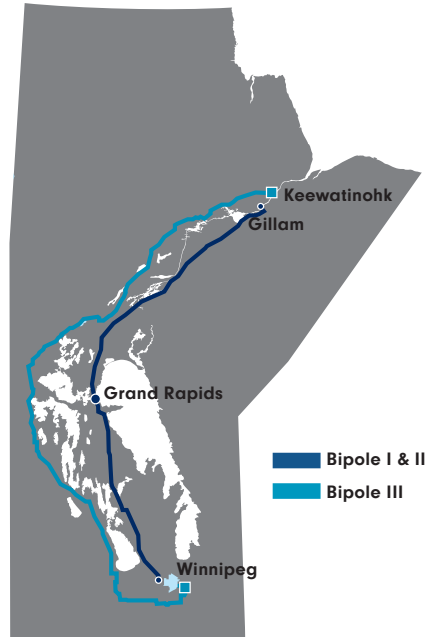 Keewatinohk
Gillam
Grand Rapids
Bipole I & II
Bipole III
Winnipeg